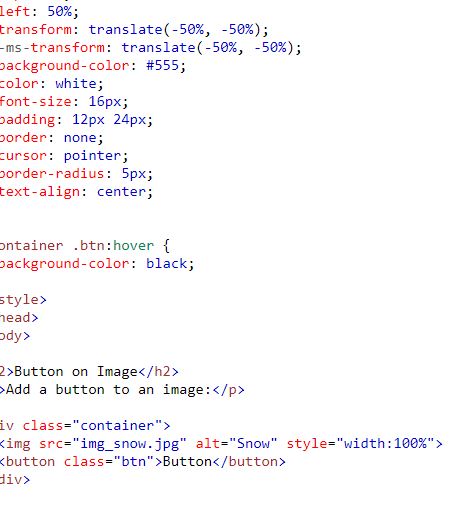 left: 50%;
transform: translate(-50%, -50%);
-ms-transform: translate(-50%, -50%);
background-color: #555;
color: white;
font-size: 16px;
padding: 12px 24px;
border: none;
cursor: pointer;
border-radius: 5px;
text-align: center;
ontainer .btn:hover {
background-color: black;
style>
head>
ody>
2>Button on Image</h2>
>Add a button to an image:</p>
iv class="container">
<img src="img_snow.jpg" alt="Snow" style="width:100%">
<button class="btn">Button</button>
div>